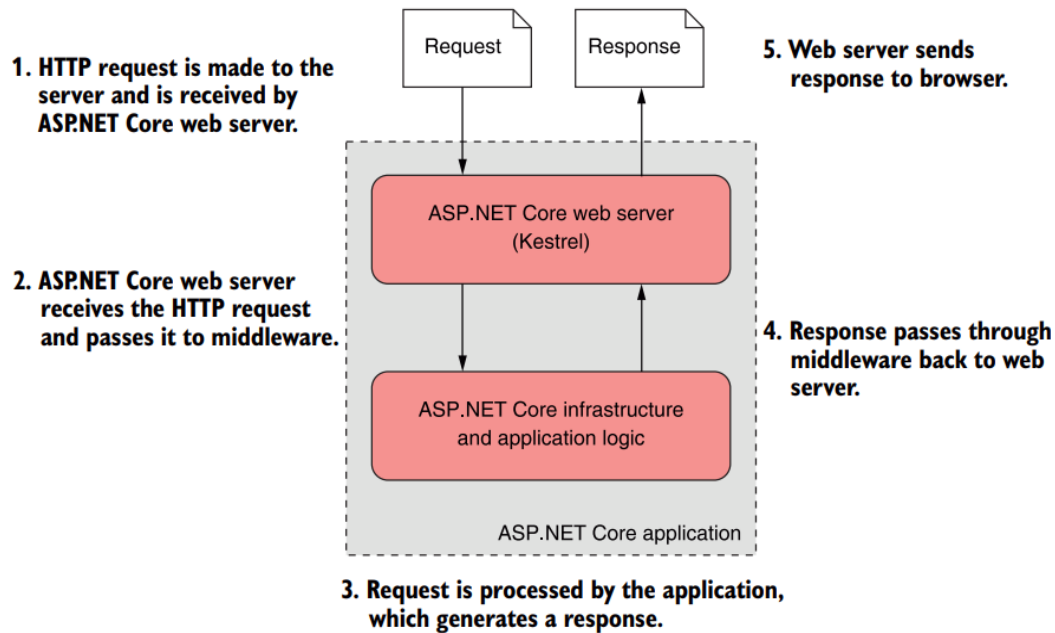 Request
Response
1. HTTP request is made to the
server and is received by
ASP.NET Core web server.
5. Web server sends
response to browser.
ASP.NET Core web server
(Kestrel)
2. ASP.NET Core web server
receives the HTTP request
and passes it to middleware.
4. Response passes through
middleware back to web
server.
ASP.NET Core infrastructure
and application logic
ASP.NET Core application
3. Request is processed by the application,
which generates a response.